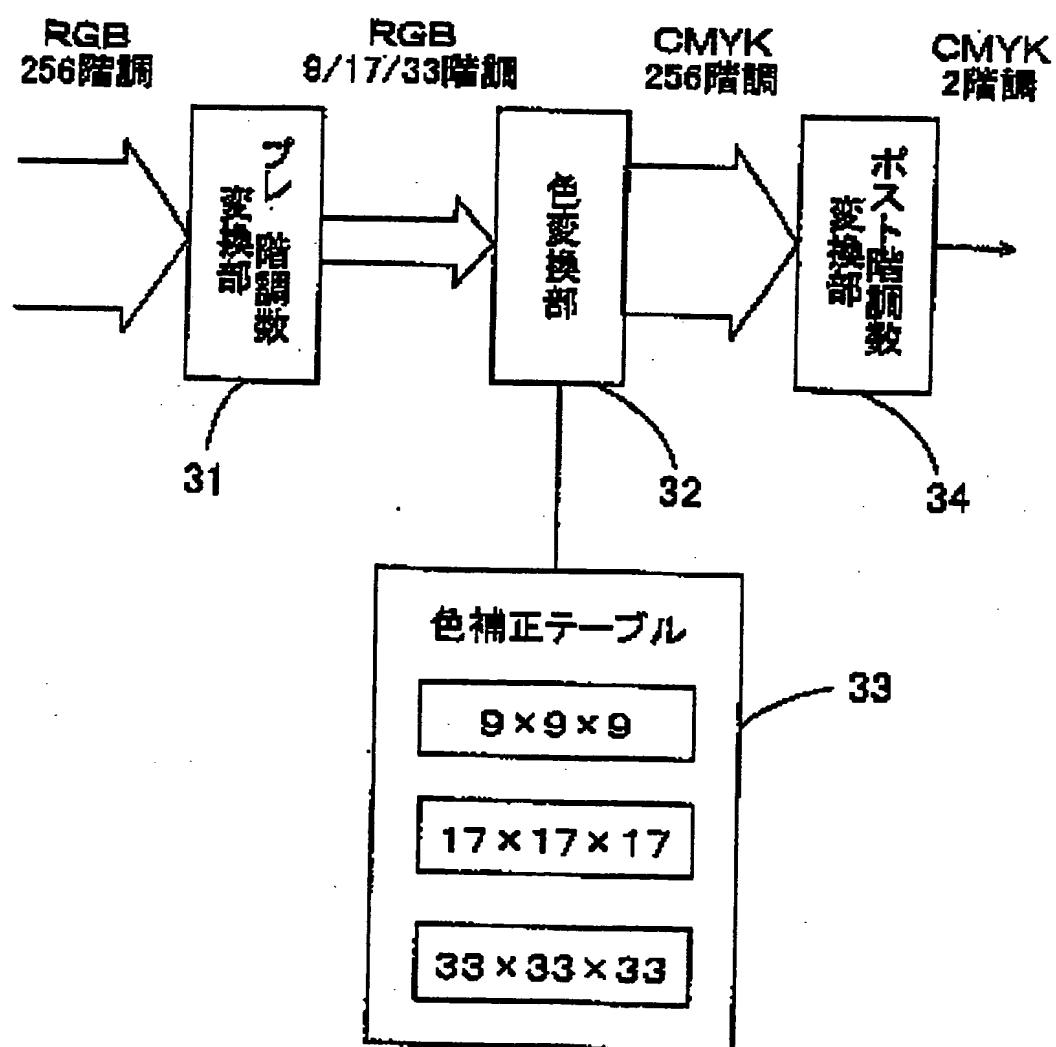 RGB
256階調
RGB
9/17/33階調
CMYK
256階調
CMYK
2階調
プレ階調数
変換部
色変換部
ポスト階調数
変換部
31
32
34
色補正テーブル
33
9×9×9
17×17×17
33×33×33